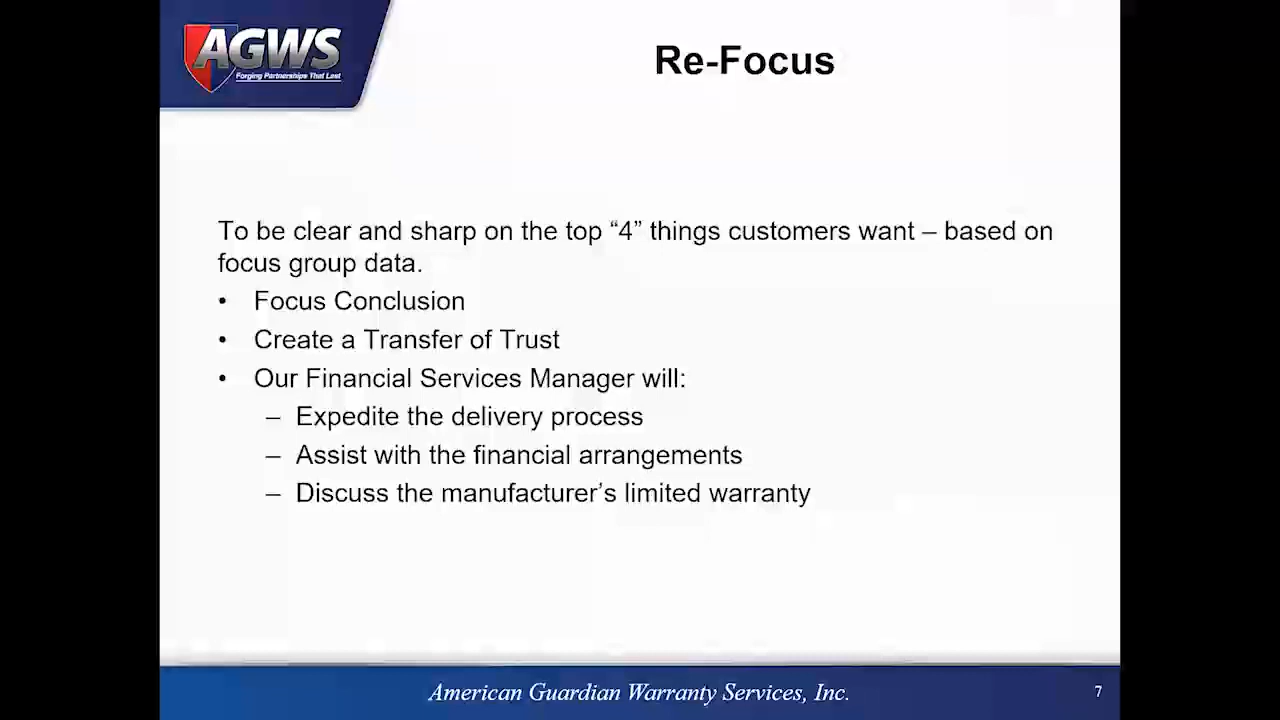 AGWS
Forging Partnerships That Last
Re-Focus
To be clear and sharp on the top “4” things customers want – based on
focus group data.
• Focus Conclusion
• Create a Transfer of Trust
• Our Financial Services Manager will:
– Expedite the delivery process
– Assist with the financial arrangements
– Discuss the manufacturer’s limited warranty
American Guardian Warranty Services, Inc.
7